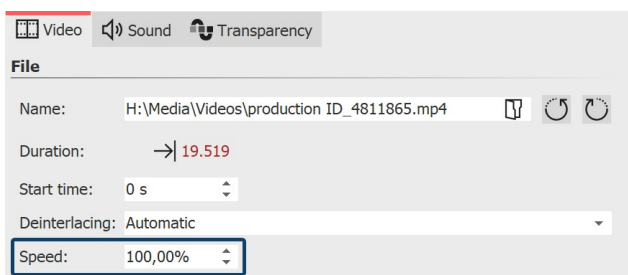 Video Sound Transparency
File
Name: H:\Media\Videos\production ID_4811865.mp4
Duration: 19.519
Start time: 0 s
Deinterlacing: Automatic
Speed: 100,00%